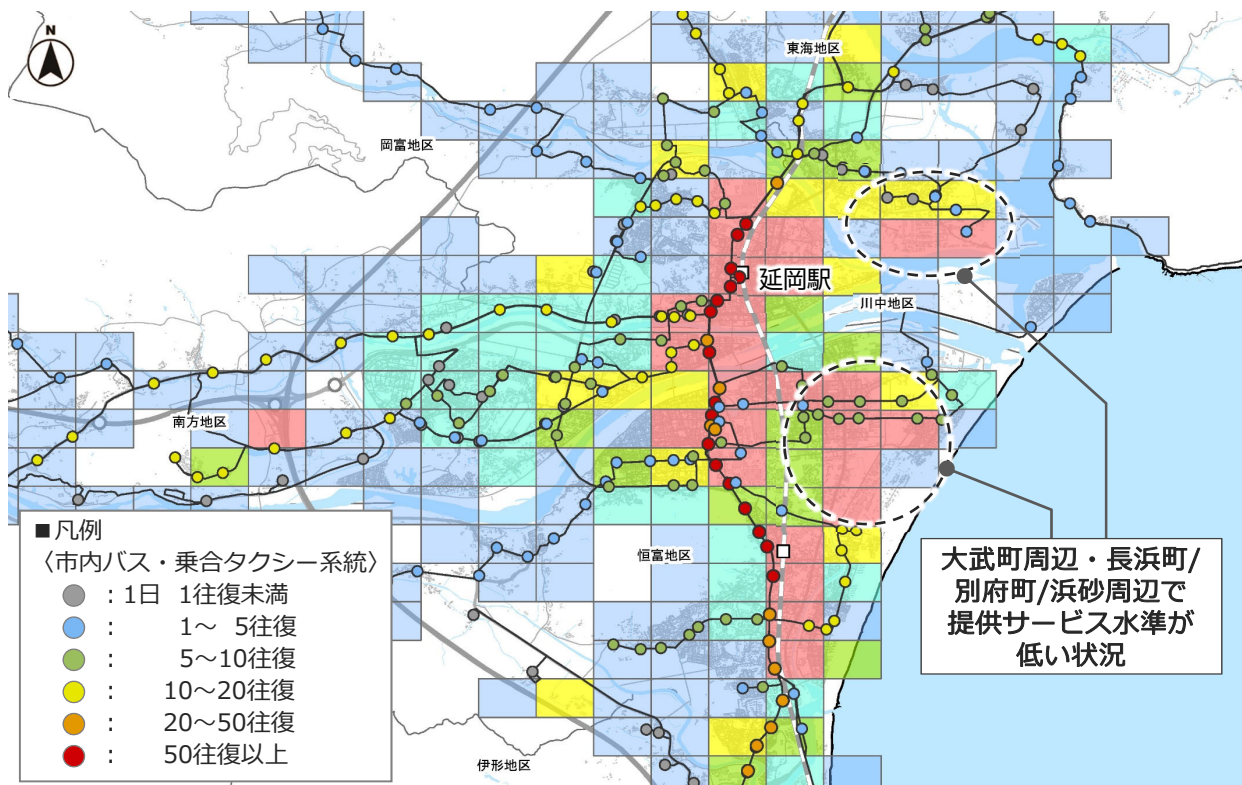 N
東海地区
岡富地区
延岡駅
川中地区
南方地区
恒富地区
伊形地区
■凡例
〈市内バス・乗合タクシー系統〉
：1日 1往復未満
： 1～ 5往復
： 5～10往復
： 10～20往復
： 20～50往復
： 50往復以上
大武町周辺・長浜町/
別府町/浜砂周辺で
提供サービス水準が
低い状況